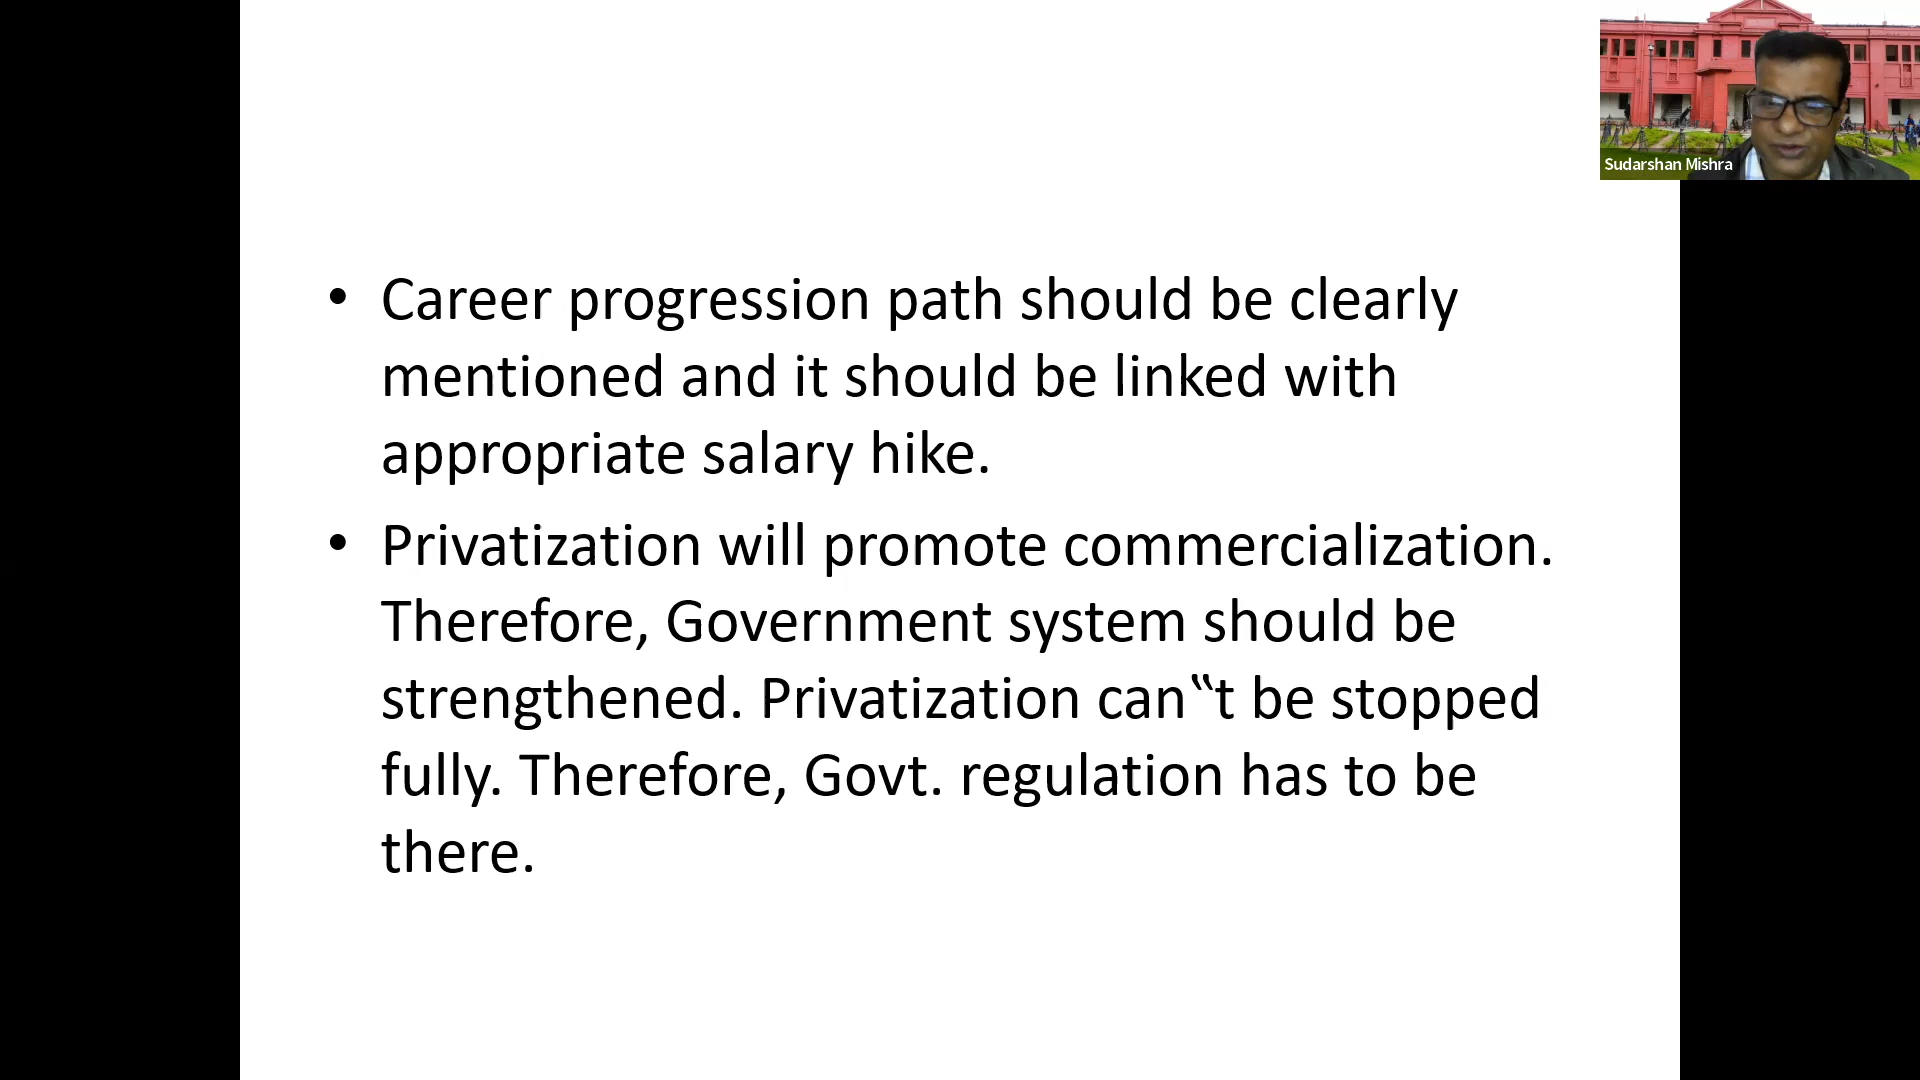 Sudarshan Mishra
• Career progression path should be clearly
mentioned and it should be linked with
appropriate salary hike.
• Privatization will promote commercialization.
Therefore, Government system should be
strengthened. Privatization can‟t be stopped
fully. Therefore, Govt. regulation has to be
there.